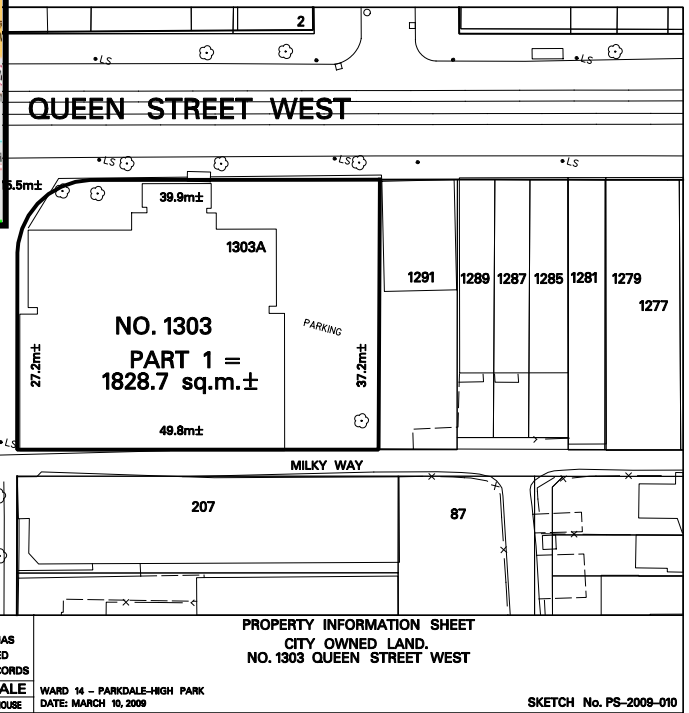 2
LS
LS
QUEEN STREET WEST
LS
LS
LS
5.5m±
39.9m±
1303A
1291
1289
1287
1285
1281
1279
1277
NO. 1303
PARKING
PART 1 =
1828.7 sq.m.±
27.2m±
37.2m±
49.8m±
LS
MILKY WAY
207
87
PROPERTY INFORMATION SHEET
CITY OWNED LAND.
NO. 1303 QUEEN STREET WEST
WARD 14 - PARKDALE-HIGH PARK
DATE: MARCH 10, 2009
SKETCH No. PS-2009-010